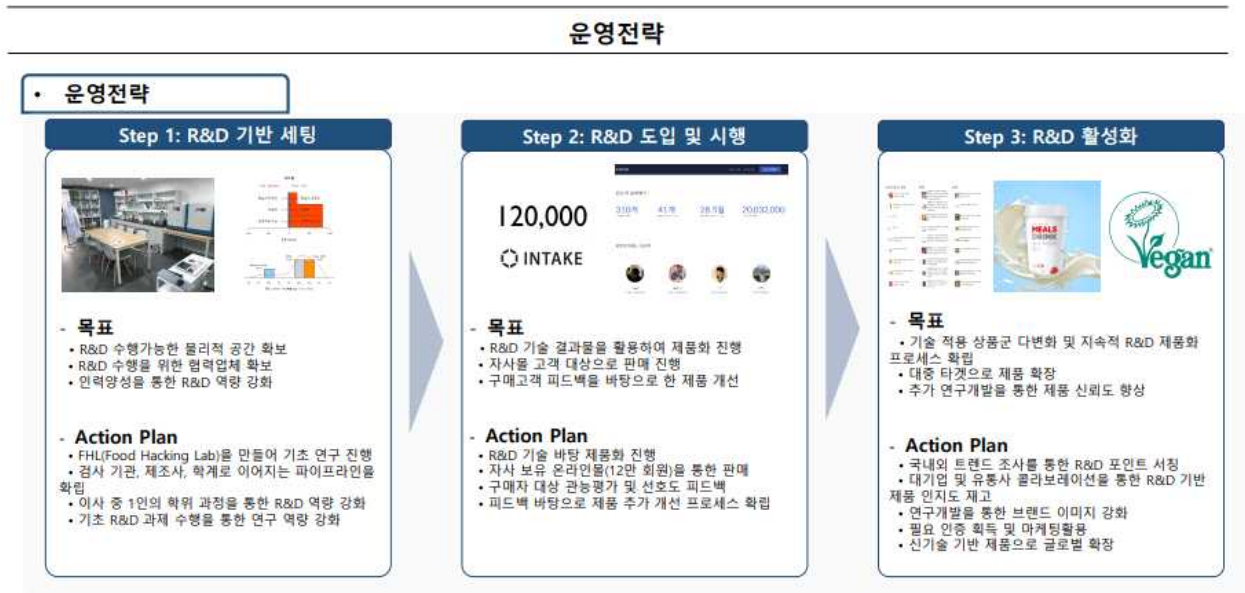 운영전략
• 운영전략
Step 1: R&D 기반 세팅
- 목표
• R&D 수행가능한 물리적 공간 확보
• R&D 수행을 위한 협력업체 확보
• 인력양성을 통한 R&D 역량 강화
- Action Plan
• FHL(Food Hacking Lab)을 만들어 기초 연구 진행
• 검사 기관, 제조사, 학계로 이어지는 파이프라인을
확립
• 이사 중 1인의 학위 과정을 통한 R&D 역량 강화
• 기초 R&D 과제 수행을 통한 연구 역량 강화
Step 2: R&D 도입 및 시행
120,000
INTAKE
41개
20,032,000
- 목표
• R&D 기술 결과물을 활용하여 제품화 진행
• 자사몰 고객 대상으로 판매 진행
• 구매고객 피드백을 바탕으로 한 제품 개선
- Action Plan
• R&D 기술 바탕 제품화 진행
• 자사 보유 온라인몰(12만 회원)을 통한 판매
• 구매자 대상 관능평가 및 선호도 피드백
• 피드백 바탕으로 제품 추가 개선 프로세스 확립
Step 3: R&D 활성화
MEALS
Vegan
- 목표
• 기술 적용 상품군 다변화 및 지속적 R&D 제품화
프로세스 확립
• 대중 타겟으로 제품 확장
• 추가 연구개발을 통한 제품 신뢰도 향상
- Action Plan
• 국내외 트렌드 조사를 통한 R&D 포인트 서칭
• 대기업 및 유통사 콜라보레이션을 통한 R&D 기반
제품 인지도 재고
• 연구개발을 통한 브랜드 이미지 강화
• 필요 인증 획득 및 마케팅활용
• 신기술 기반 제품으로 글로벌 확장